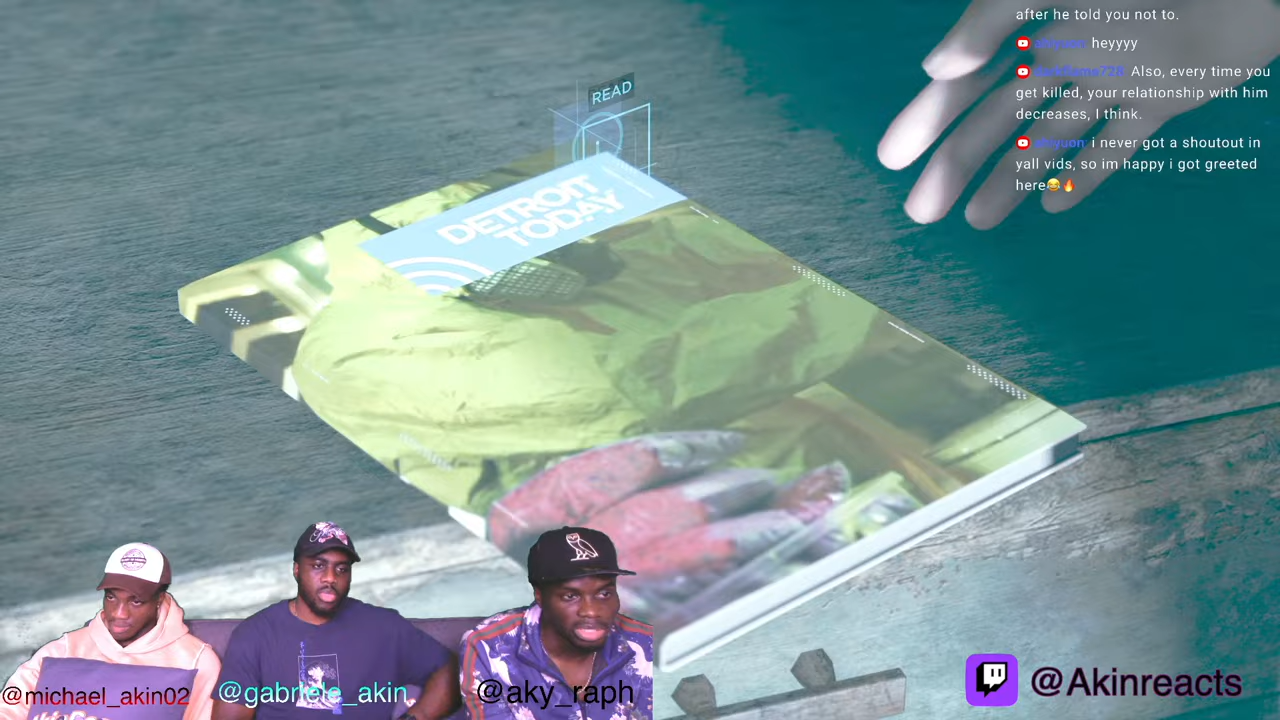 after he told you not to.
heyyyy
Also, every time you
get killed, your relationship with him
decreases, I think.
i never got a shoutout in
yall vids, so im happy i got greeted
here😂🔥
READ
DETROIT
TODAY
@michael_akin02
@gabriele_akin
@aky_raph
@Akinreacts